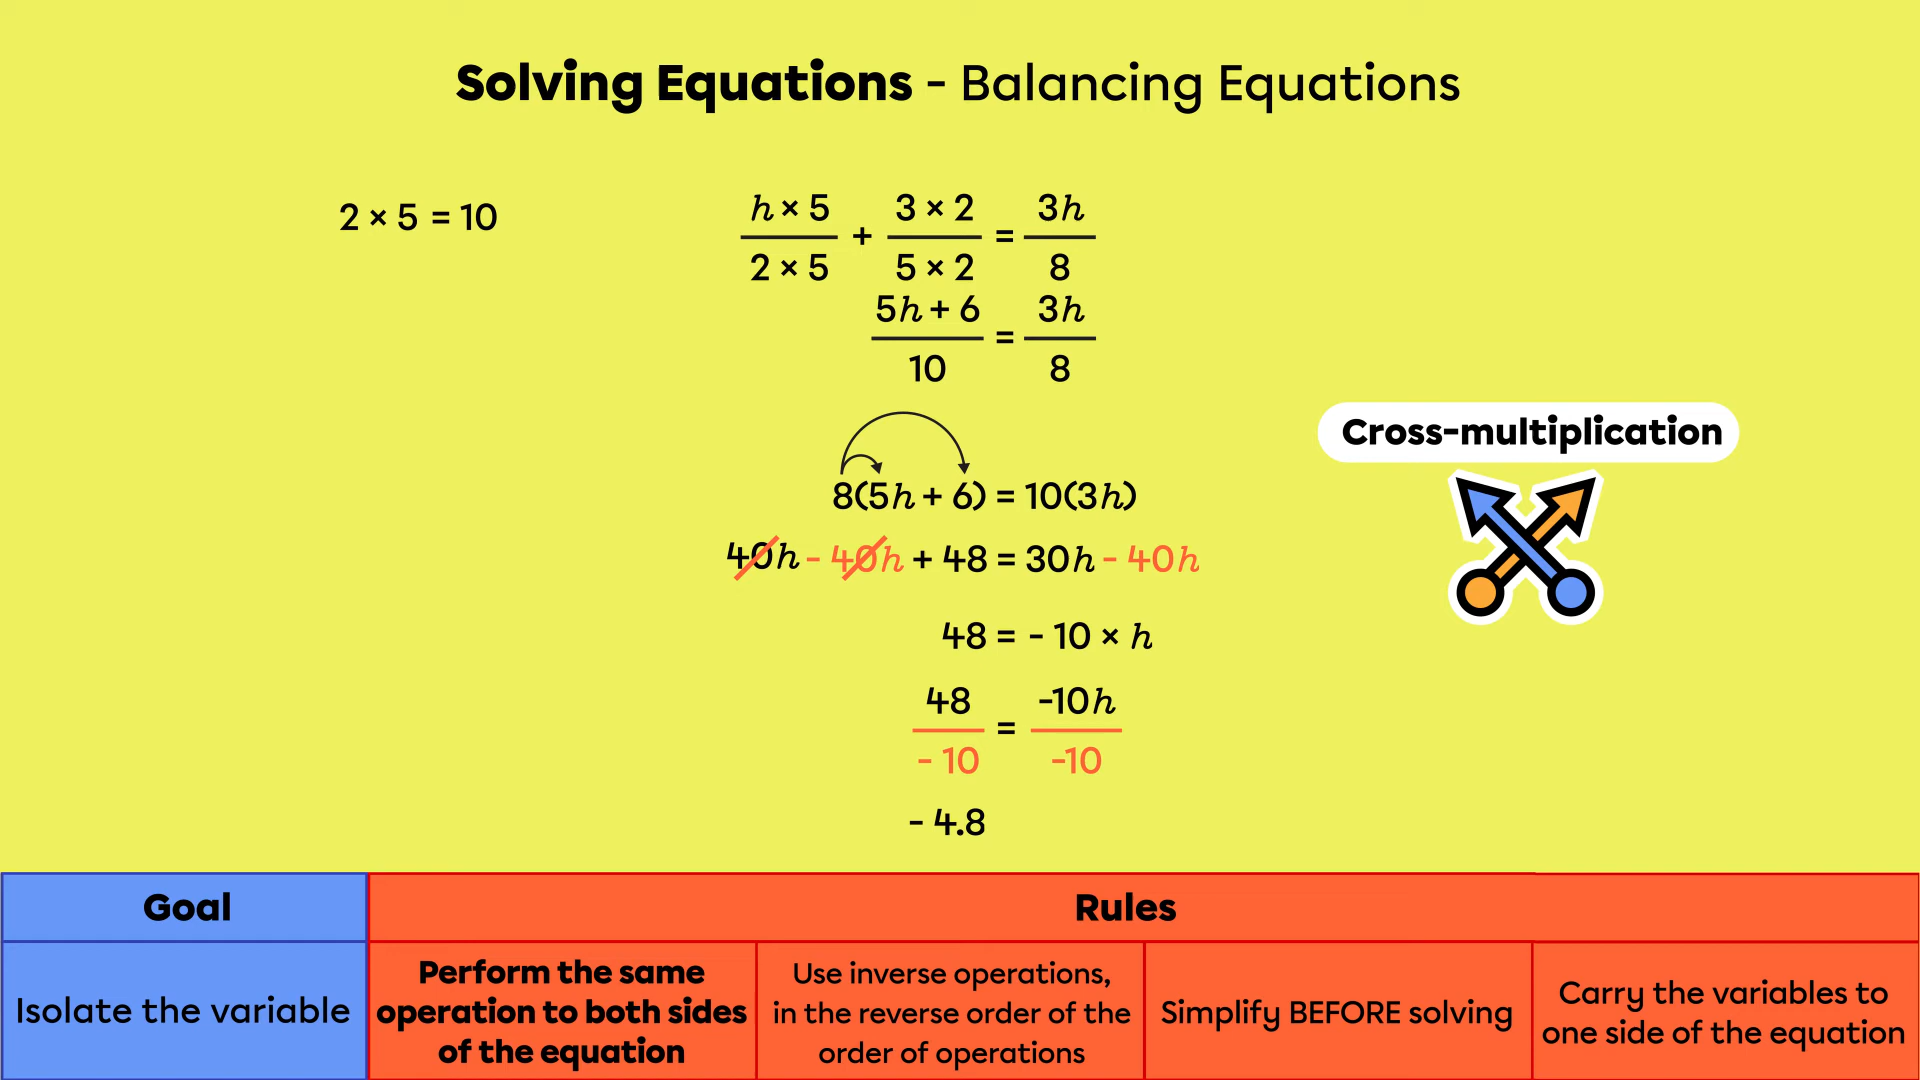 Solving Equations - Balancing Equations
2 × 5 = 10
h × 5 / 2 × 5 + 3 × 2 / 5 × 2 = 3h / 8
5h + 6 / 10 = 3h / 8
Cross-multiplication
8(5h + 6) = 10(3h)
40h - 40h + 48 = 30h - 40h
48 = - 10 × h
48 / - 10 = -10h / -10
- 4.8
Goal
Rules
Isolate the variable
Perform the same
operation to both sides
of the equation
Use inverse operations,
in the reverse order of the
order of operations
Simplify BEFORE solving
Carry the variables to
one side of the equation